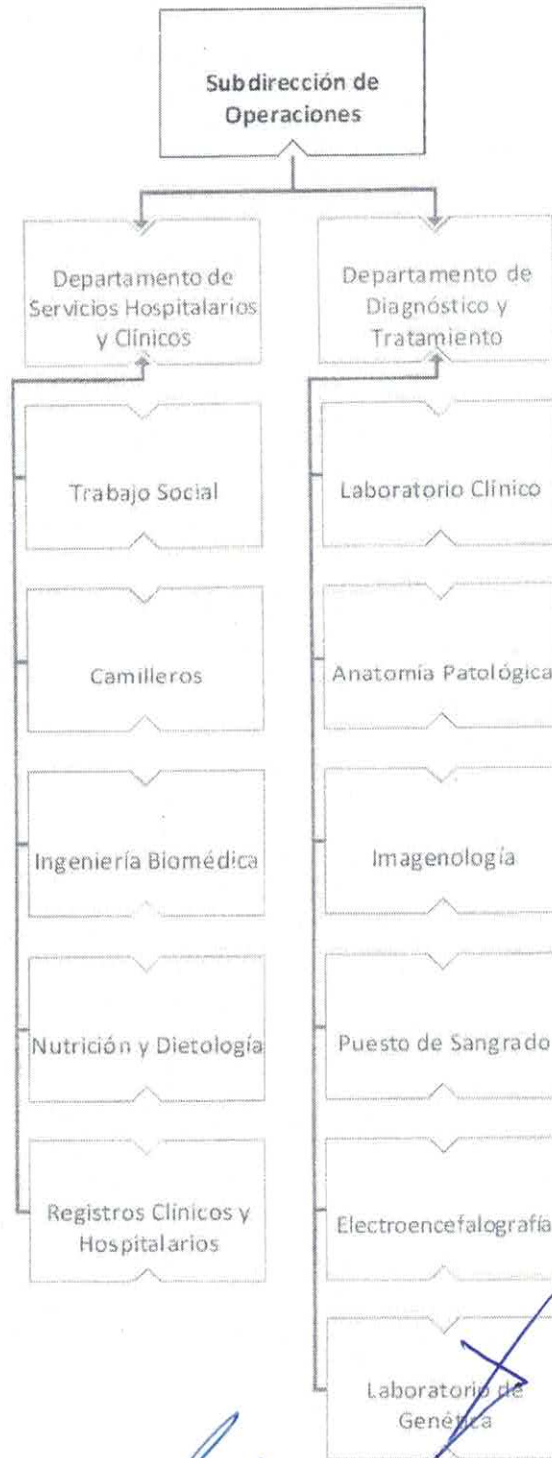 Subdirección de
Operaciones
Departamento de
Servicios Hospitalarios
y Clínicos
Departamento de
Diagnóstico y
Tratamiento
Trabajo Social
Camilleros
Ingeniería Biomédica
Nutrición y Dietología
Registros Clínicos y
Hospitalarios
Laboratorio Clínico
Anatomía Patológica
Imagenología
Puesto de Sangrado
Electroencefalografía
Laboratorio de
Genética